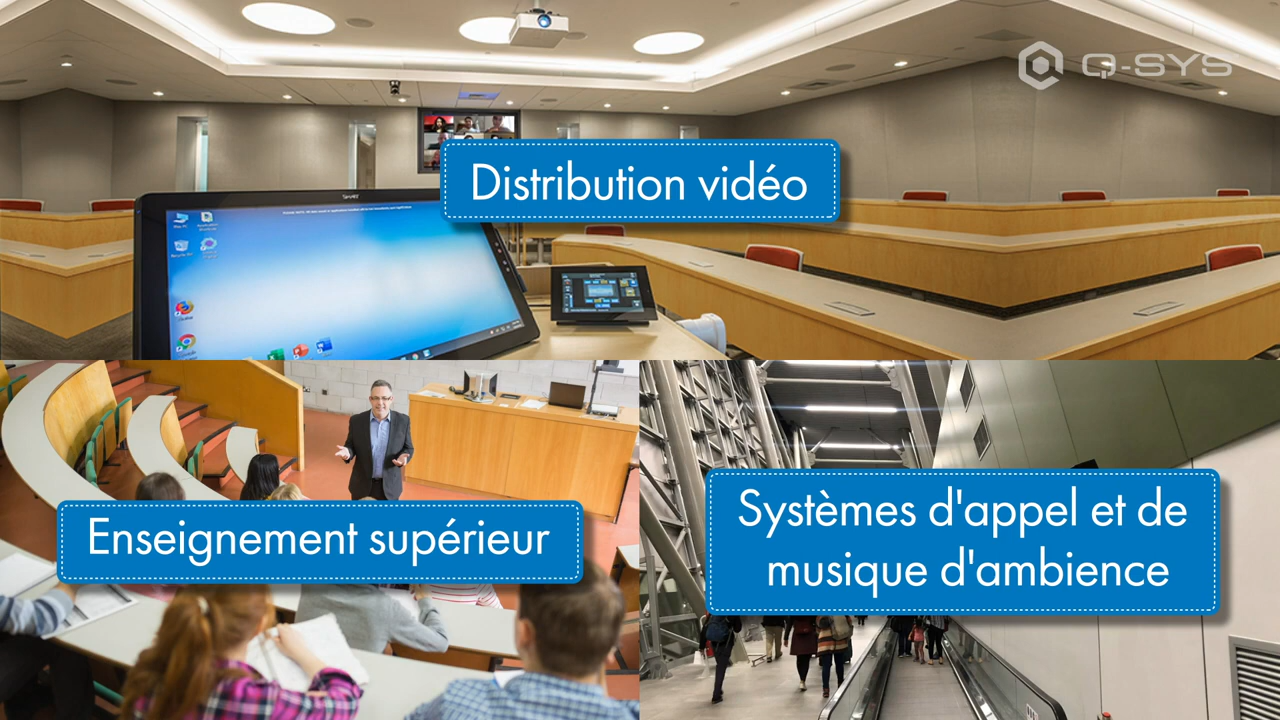 Q-SYS
Distribution vidéo
Enseignement supérieur
Systèmes d'appel et de
musique d'ambience